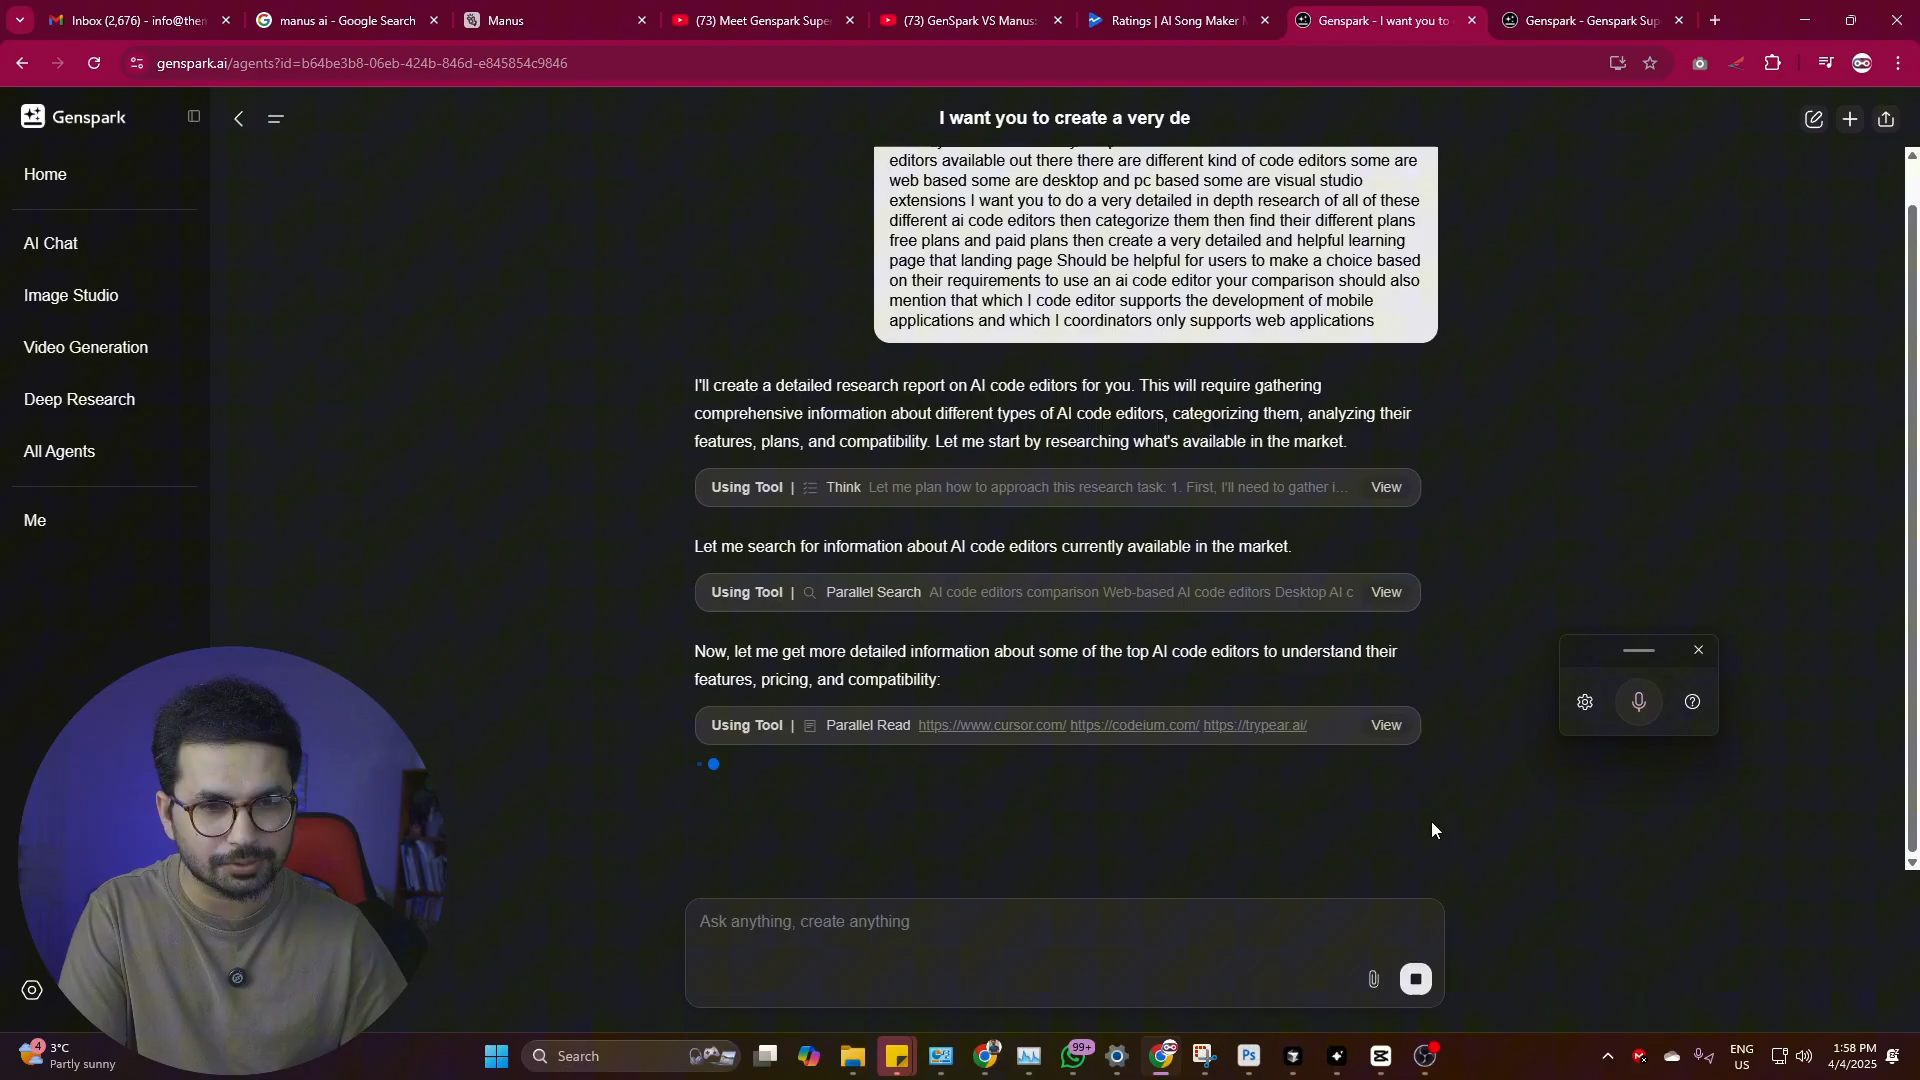 Inbox (2,676) - info@them
manus ai - Google Search
Manus
(73) Meet Genspark Supe
(73) GenSpark VS Manus:
Ratings | AI Song Maker M
Genspark - I want you to
Genspark - Genspark Sup
genspark.ai/agents?id=b64be3b8-06eb-424b-846d-e845854c9846
Genspark
I want you to create a very de
Home
AI Chat
Image Studio
Video Generation
Deep Research
All Agents
Me
editors available out there there are different kind of code editors some are
web based some are desktop and pc based some are visual studio
extensions I want you to do a very detailed in depth research of all of these
different ai code editors then categorize them then find their different plans
free plans and paid plans then create a very detailed and helpful learning
page that landing page Should be helpful for users to make a choice based
on their requirements to use an ai code editor your comparison should also
mention that which I code editor supports the development of mobile
applications and which I coordinators only supports web applications
I'll create a detailed research report on AI code editors for you. This will require gathering
comprehensive information about different types of AI code editors, categorizing them, analyzing their
features, plans, and compatibility. Let me start by researching what's available in the market.
Using Tool | Think Let me plan how to approach this research task: 1. First, I'll need to gather i... View
Let me search for information about AI code editors currently available in the market.
Using Tool | Parallel Search AI code editors comparison Web-based AI code editors Desktop AI c View
Now, let me get more detailed information about some of the top AI code editors to understand their
features, pricing, and compatibility:
Using Tool | Parallel Read https://www.cursor.com/ https://codeium.com/ https://trypear.ai/ View
Ask anything, create anything
4
3°C
Partly sunny
Search
99+
Ps
ENG
US
1:58 PM
4/4/2025